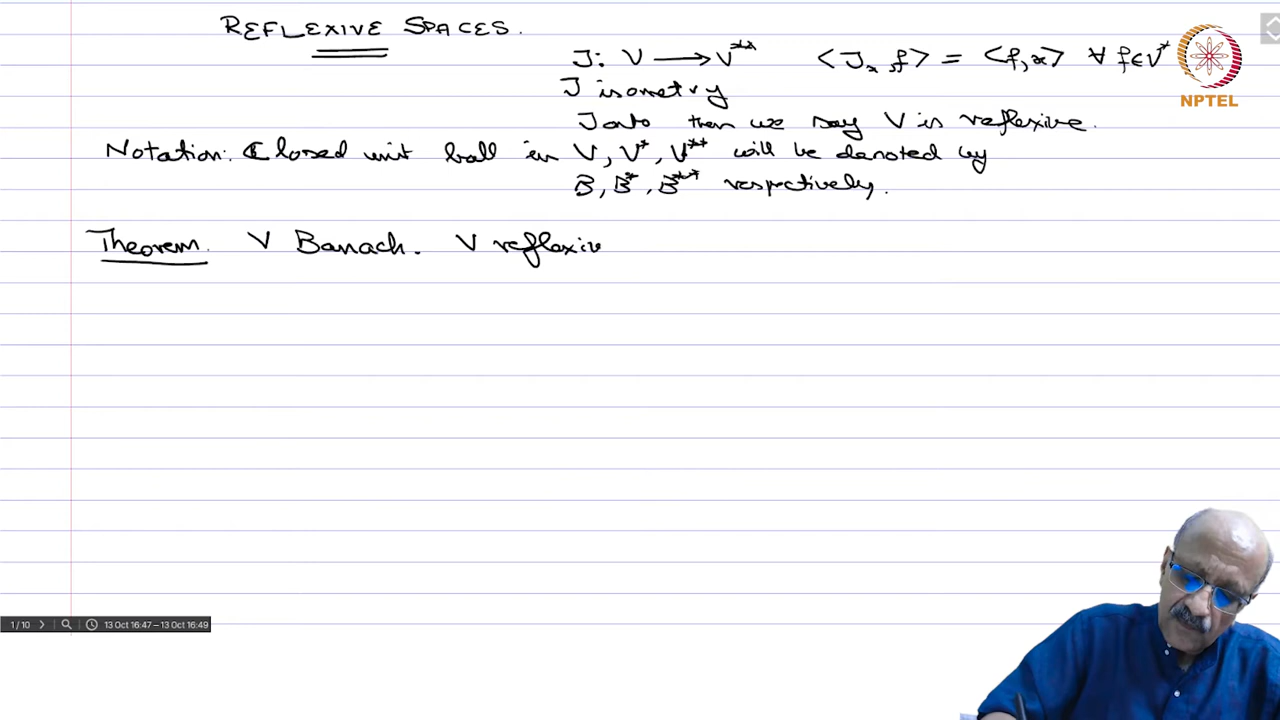 REFLEXIVE SPACES.
J: V → V** <J_x, f> = <f, x> ∀ f ∈ V*
J isometry
J onto then we say V is reflexive.
Notation: Closed unit ball in V, V*, V** will be denoted by
B, B*, B** respectively.
Theorem. V Banach. V reflexiv
NPTEL
1/10 13 Oct 16:47 – 13 Oct 16:49